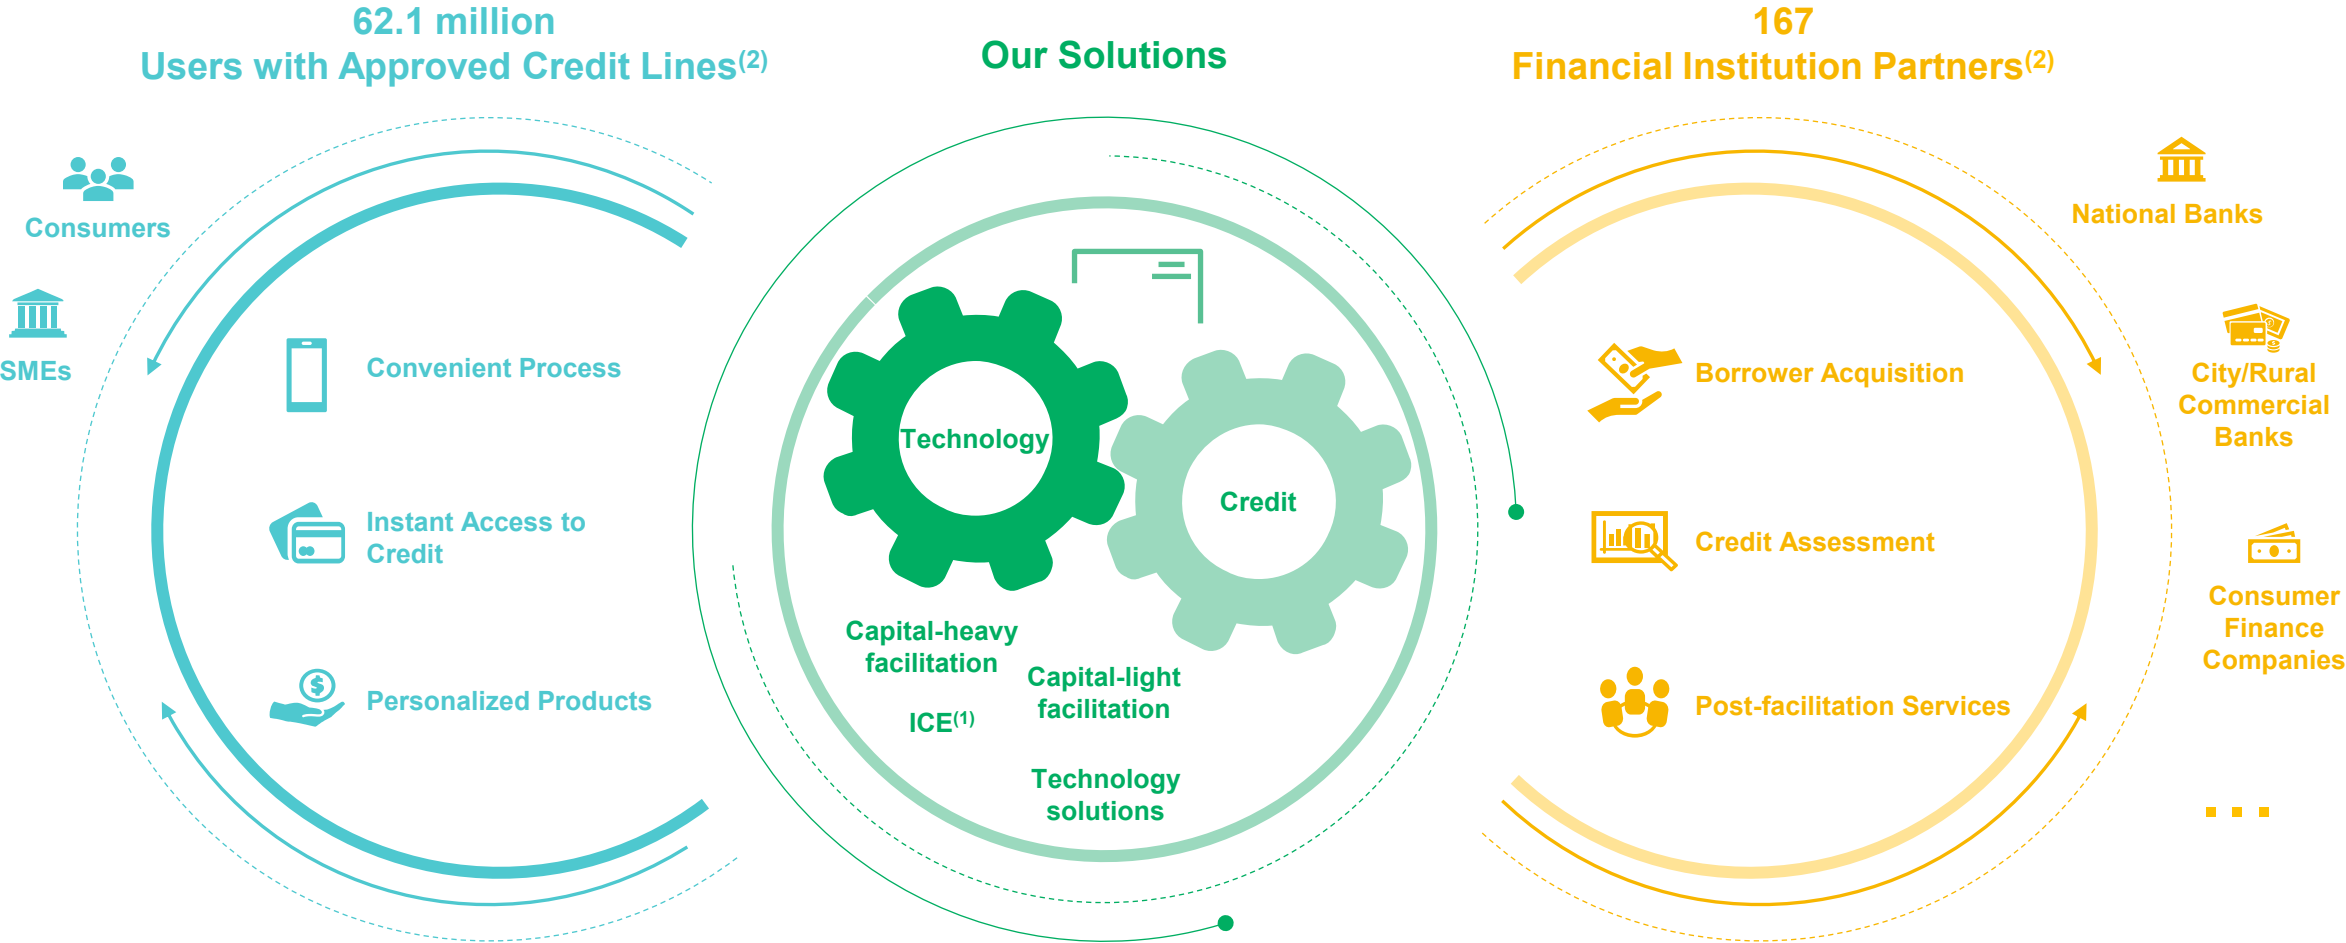 62.1 million
Users with Approved Credit Lines(2)
Consumers
SMEs
Convenient Process
Instant Access to
Credit
Personalized Products
Our Solutions
Technology
Credit
Capital-heavy
facilitation
Capital-light
facilitation
ICE(1)
Technology
solutions
167
Financial Institution Partners(2)
Borrower Acquisition
Credit Assessment
Post-facilitation Services
National Banks
City/Rural
Commercial
Banks
Consumer
Finance
Companies
...